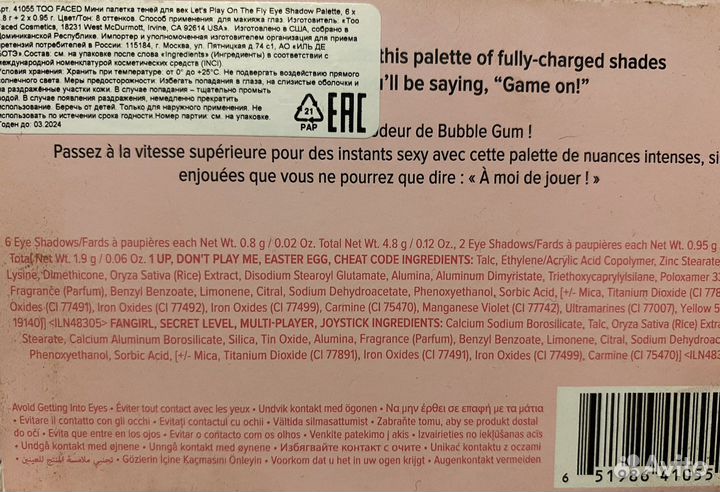 Арт. 41055 TOO FACED Мини палетка теней для век Let's Play On The Fly Eye Shadow Palette, 6 x
.8 г + 2 x 0.95 г. Цвет/Тон: 8 оттенков. Способ применения: для макияжа глаз. Изготовитель: «Too
Faced Cosmetics, 18231 West McDurmott, Irvine, CA 92614 USA». Изготовлено в США, собрано в
Доминиканской Республике. Импортер и уполномоченная изготовителем организация для приема
претензий потребителей в России: 115184, г. Москва, ул. Пятницкая д 74 с1, АО «ИЛЬ ДЕ
БОТЭ» Состав: см. на упаковке после слова «Ingredients» (Ингредиенты) в соответствии с
международной номенклатурой косметических средств (INCI).
Условия хранения: Хранить при температуре: от 0° до +25°C. Не подвергать воздействию прямого
солнечного света. Меры предосторожности: Избегать попадания в глаза, на слизистые оболочки и
на раздражённые участки кожи. В случае попадания – тщательно промыть
водой. В случае появления раздражения, немедленно прекратить
использование. Беречь от детей. Только для наружного применения. Не
использовать по истечении срока годности. Номер партии: см. на упаковке.
Годен до: 03.2024
21
PAP
EAC
this palette of fully-charged shades
'll be saying, “Game on!”
odeur de Bubble Gum !
Passez à la vitesse supérieure pour des instants sexy avec cette palette de nuances intenses, si
enjouées que vous ne pourrez que dire : « À moi de jouer ! »
6 Eye Shadows/Fards à paupières each Net Wt. 0.8 g / 0.02 Oz. Total Net Wt. 4.8 g / 0.12 Oz., 2 Eye Shadows/Fards à paupières each Net Wt. 0.95 g
Total Net Wt. 1.9 g / 0.06 Oz. 1 UP, DON'T PLAY ME, EASTER EGG, CHEAT CODE INGREDIENTS: Talc, Ethylene/Acrylic Acid Copolymer, Zinc Stearate
Lysine, Dimethicone, Oryza Sativa (Rice) Extract, Disodium Stearoyl Glutamate, Alumina, Aluminum Dimyristate, Triethoxycaprylylsilane, Poloxamer 33
Fragrance (Parfum), Benzyl Benzoate, Limonene, Citral, Sodium Dehydroacetate, Phenoxyethanol, Sorbic Acid, [+/- Mica, Titanium Dioxide (CI 778
Oxides (CI 77491), Iron Oxides (CI 77492), Iron Oxides (CI 77499), Carmine (CI 75470), Manganese Violet (CI 77742), Ultramarines (CI 77007), Yellow 5
19140)] <ILN48305> FANGIRL, SECRET LEVEL, MULTI-PLAYER, JOYSTICK INGREDIENTS: Calcium Sodium Borosilicate, Talc, Oryza Sativa (Rice) Extra
Stearate, Calcium Aluminum Borosilicate, Silica, Tin Oxide, Alumina, Fragrance (Parfum), Benzyl Benzoate, Limonene, Citral, Sodium Dehydro
Phenoxyethanol, Sorbic Acid, [+/- Mica, Titanium Dioxide (CI 77891), Iron Oxides (CI 77491), Iron Oxides (CI 77499), Carmine (CI 75470)] <ILN483
Avoid Getting Into Eyes • Éviter tout contact avec les yeux • Undvik kontakt med ögonen • Να μην έρθει σε επαφή με τα μάτια
• Evitare il contatto con gli occhi • Evitați contactul cu ochii • Vältige silmasattumist • Zabraňte tomu, aby se produkt dostal
do očí • Evita que entre en los ojos • Evitar o contacto com os olhos • Venkite patekimo į akis • Izvairieties no iekļūšanas acīs
• Undgå kontakt med øjnene • Unngå kontakt med øynene • Избягвайте контакт с очите • Unikać kontaktu z oczami
• تجنبي ملامسة المنتج للعينين • Gözlerin İçine Kaçmasını Önleyin • Voorkom dat u het in uw ogen krijgt • Augenkontakt vermeiden
6 51986 41055
Avito